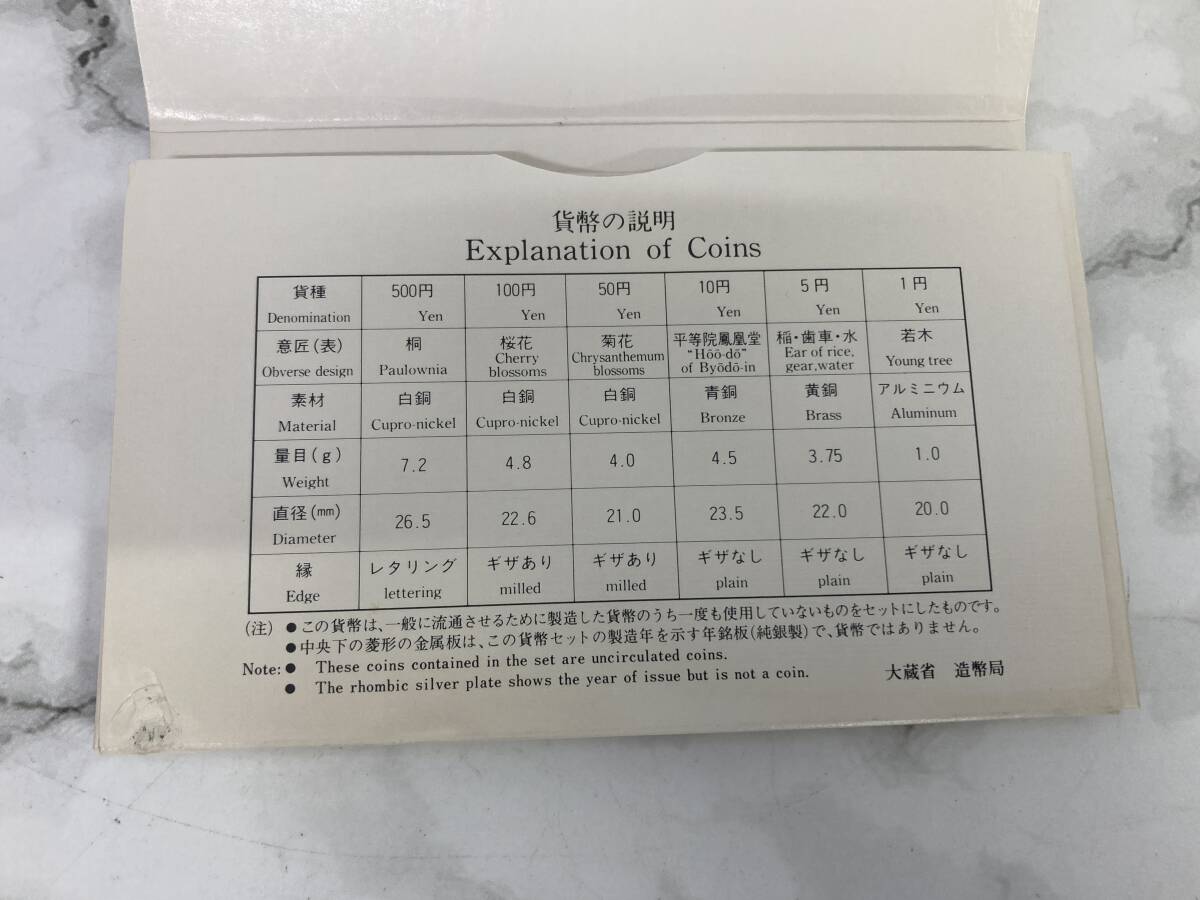 貨幣の説明
Explanation of Coins
貨種 500円 100円 50円 10円 5円 1円
Denomination Yen Yen Yen Yen Yen Yen
意匠(表) 桐 桜花 菊花 平等院鳳凰堂 稲・歯車・水 若木
Obverse design Paulownia Cherry blossoms Chrysanthemum blossoms "Hōō-dō" of Byōdō-in Ear of rice, gear,water Young tree
素材 白銅 白銅 白銅 青銅 黄銅 アルミニウム
Material Cupro-nickel Cupro-nickel Cupro-nickel Bronze Brass Aluminum
量目(g) 7.2 4.8 4.0 4.5 3.75 1.0
Weight
直径(㎜) 26.5 22.6 21.0 23.5 22.0 20.0
Diameter
縁 レタリング ギザあり ギザあり ギザなし ギザなし ギザなし
Edge lettering milled milled plain plain plain
(注) ●この貨幣は、一般に流通させるために製造した貨幣のうち一度も使用していないものをセットにしたものです。
●中央下の菱形の金属板は、この貨幣セットの製造年を示す年銘板(純銀製)で、貨幣ではありません。
Note: ● These coins contained in the set are uncirculated coins.
● The rhombic silver plate shows the year of issue but is not a coin.
大蔵省 造幣局